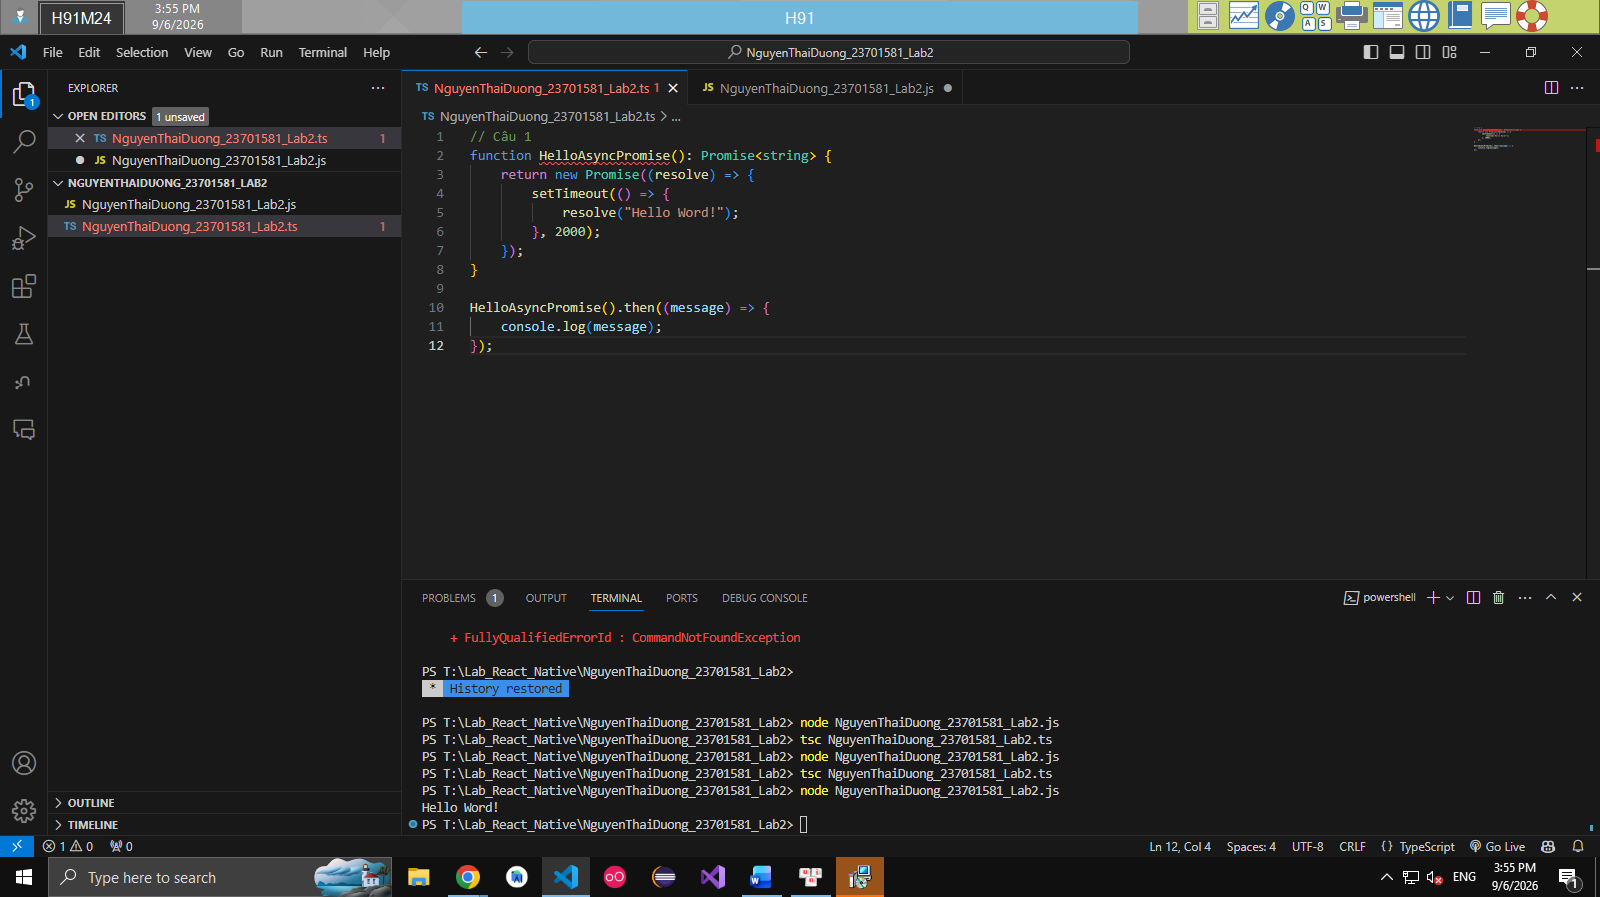 H91M24
3:55 PM
9/6/2026
H91
Q W
A S
File Edit Selection View Go Run Terminal Help
NguyenThaiDuong_23701581_Lab2
EXPLORER
OPEN EDITORS 1 unsaved
TS NguyenThaiDuong_23701581_Lab2.ts 1
JS NguyenThaiDuong_23701581_Lab2.js
NGUYENTHAIDUONG_23701581_LAB2
JS NguyenThaiDuong_23701581_Lab2.js
TS NguyenThaiDuong_23701581_Lab2.ts 1
1
OUTLINE
TIMELINE
TS NguyenThaiDuong_23701581_Lab2.ts 1
JS NguyenThaiDuong_23701581_Lab2.js
TS NguyenThaiDuong_23701581_Lab2.ts > ...
1 // Câu 1
2 function HelloAsyncPromise(): Promise<string> {
3 return new Promise((resolve) => {
4 setTimeout(() => {
5 resolve("Hello Word!");
6 }, 2000);
7 });
8 }
9
10 HelloAsyncPromise().then((message) => {
11 console.log(message);
12 });
PROBLEMS 1 OUTPUT TERMINAL PORTS DEBUG CONSOLE
powershell
+ FullyQualifiedErrorId : CommandNotFoundException
PS T:\Lab_React_Native\NguyenThaiDuong_23701581_Lab2>
* History restored
PS T:\Lab_React_Native\NguyenThaiDuong_23701581_Lab2> node NguyenThaiDuong_23701581_Lab2.js
PS T:\Lab_React_Native\NguyenThaiDuong_23701581_Lab2> tsc NguyenThaiDuong_23701581_Lab2.ts
PS T:\Lab_React_Native\NguyenThaiDuong_23701581_Lab2> node NguyenThaiDuong_23701581_Lab2.js
PS T:\Lab_React_Native\NguyenThaiDuong_23701581_Lab2> tsc NguyenThaiDuong_23701581_Lab2.ts
PS T:\Lab_React_Native\NguyenThaiDuong_23701581_Lab2> node NguyenThaiDuong_23701581_Lab2.js
Hello Word!
PS T:\Lab_React_Native\NguyenThaiDuong_23701581_Lab2>
1 0 0
Ln 12, Col 4 Spaces: 4 UTF-8 CRLF {} TypeScript Go Live
Type here to search
ENG
3:55 PM
9/6/2026
1